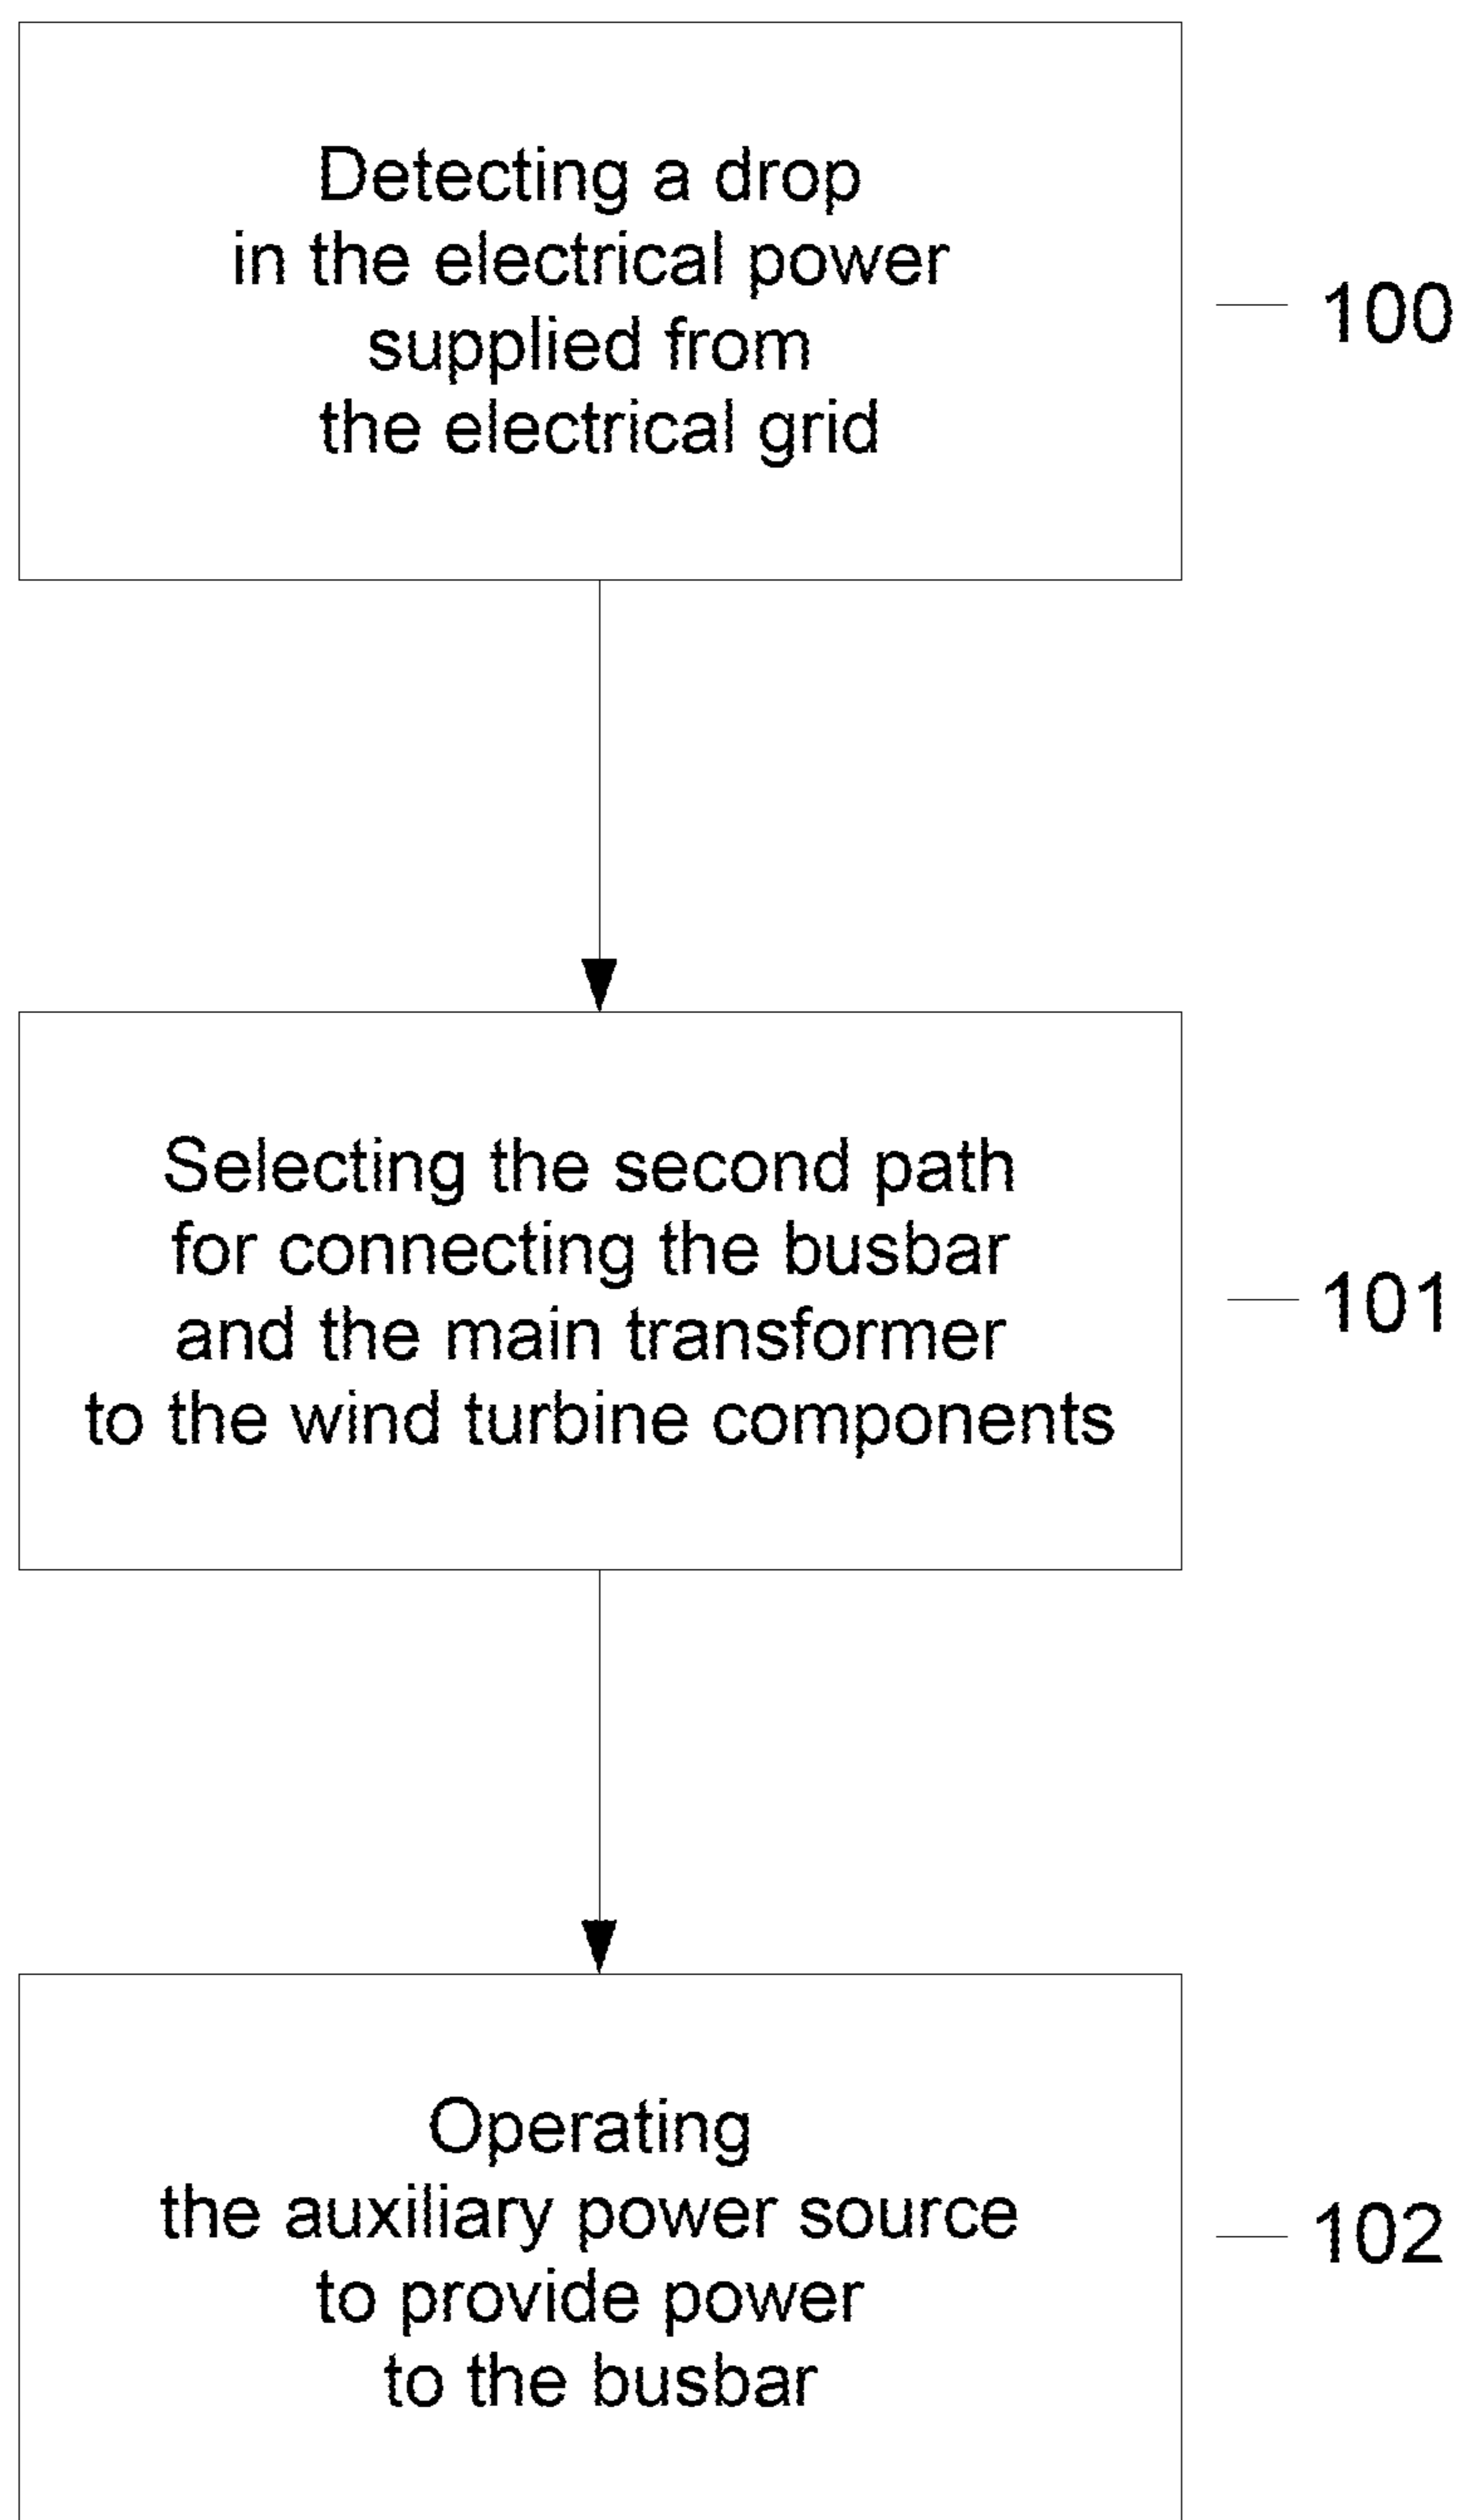 Detecting a drop
in the electrical power
supplied from
the electrical grid
100
Selecting the second path
for connecting the busbar
and the main transformer
to the wind turbine components
101
Operating
the auxiliary power source
to provide power
to the busbar
102